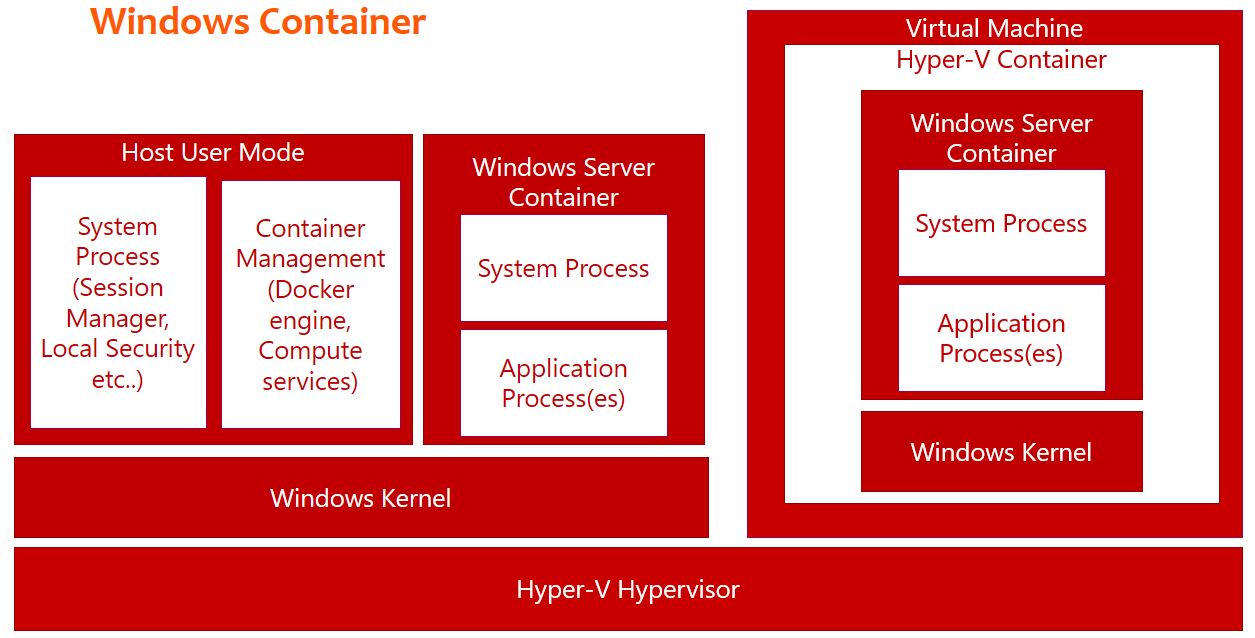 Windows Container
Host User Mode
System
Process
(Session
Manager,
Local Security
etc..)
Container
Management
(Docker
engine,
Compute
services)
Windows Server
Container
System Process
Application
Process(es)
Windows Kernel
Virtual Machine
Hyper-V Container
Windows Server
Container
System Process
Application
Process(es)
Windows Kernel
Hyper-V Hypervisor